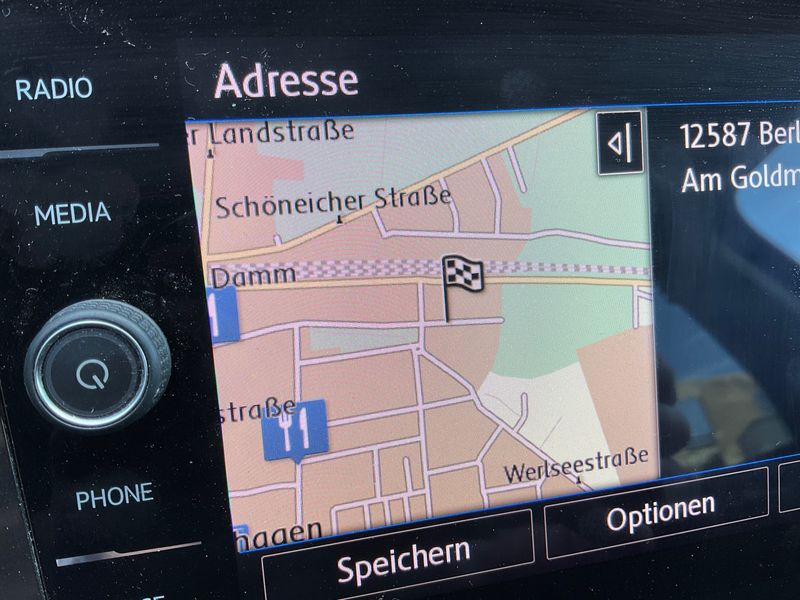 RADIO
MEDIA
PHONE
Adresse
r Landstraße
Schöneicher Straße
Damm
straße
Werlseestraße
hagen
12587 Berl
Am Goldm
Speichern
Optionen